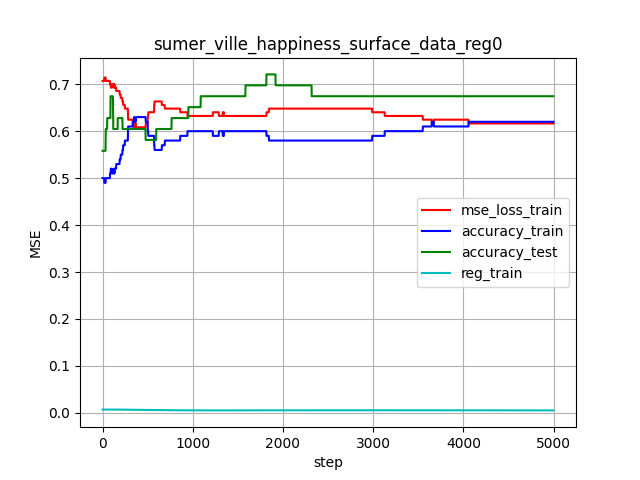 sumer_ville_happiness_surface_data_reg0
MSE
0.7
0.6
0.5
0.4
0.3
0.2
0.1
0.0
mse_loss_train
accuracy_train
accuracy_test
reg_train
0 1000 2000 3000 4000 5000
step